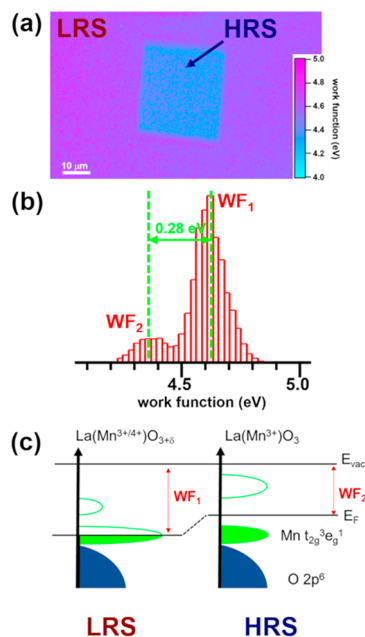 (a)
LRS
HRS
10 μm
5.0
4.8
4.6
4.4
4.2
4.0
work function (eV)
(b)
WF1
0.28 eV
WF2
4.5
5.0
work function (eV)
(c)
La(Mn3+/4+)O3+δ
La(Mn3+)O3
Evac
WF1
WF2
EF
Mn t2g3eg1
O 2p6
LRS
HRS